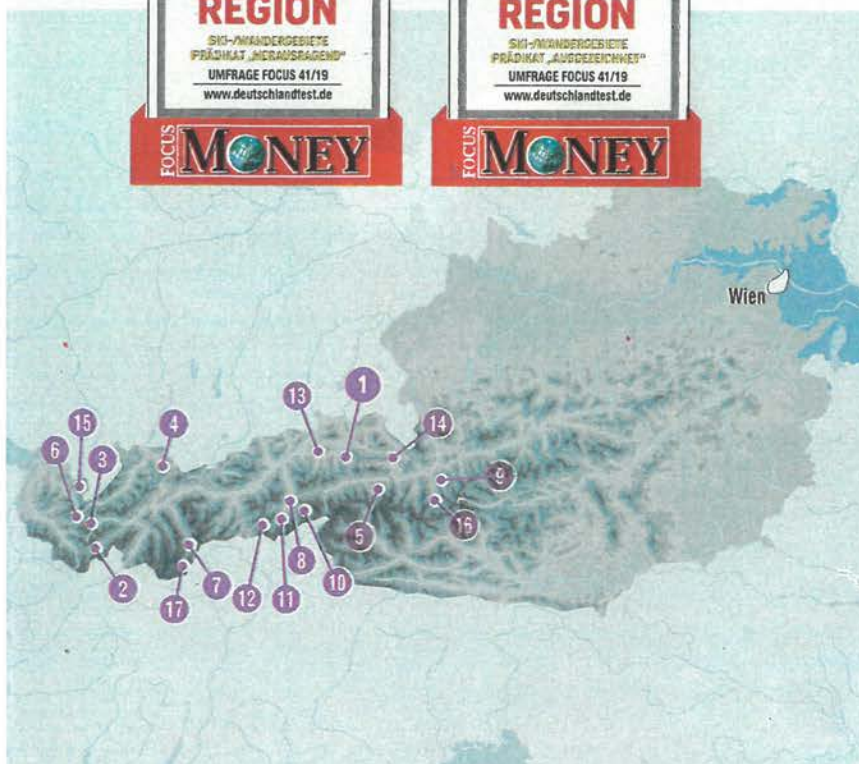 REGION
SKI-/WANDERGEBIETE
PRÄDIKAT „HERAUSRAGEND“
UMFRAGE FOCUS 41/19
www.deutschlandtest.de
FOCUS
MONEY
REGION
SKI-/WANDERGEBIETE
PRÄDIKAT „AUSGEZEICHNET“
UMFRAGE FOCUS 41/19
www.deutschlandtest.de
FOCUS
MONEY
Wien
1
13
14
4
15
6
3
9
16
5
8
10
11
12
7
2
17